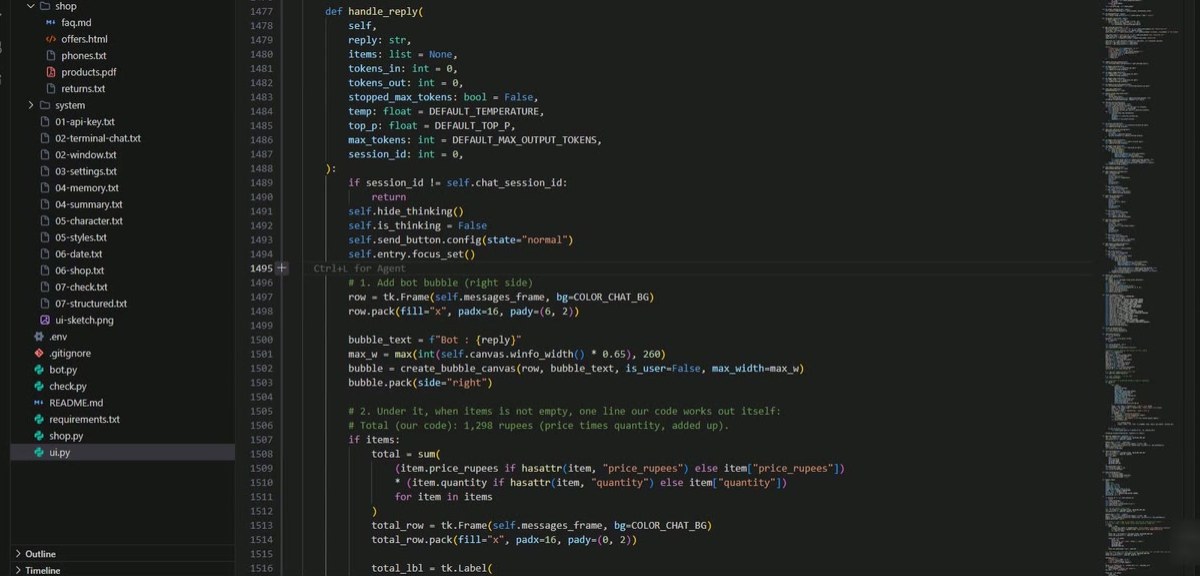 shop
faq.md
offers.html
phones.txt
products.pdf
returns.txt
system
01-api-key.txt
02-terminal-chat.txt
02-window.txt
03-settings.txt
04-memory.txt
04-summary.txt
05-character.txt
05-styles.txt
06-date.txt
06-shop.txt
07-check.txt
07-structured.txt
ui-sketch.png
.env
.gitignore
bot.py
check.py
README.md
requirements.txt
shop.py
ui.py
Outline
Timeline
1477 def handle_reply(
1478 self,
1479 reply: str,
1480 items: list = None,
1481 tokens_in: int = 0,
1482 tokens_out: int = 0,
1483 stopped_max_tokens: bool = False,
1484 temp: float = DEFAULT_TEMPERATURE,
1485 top_p: float = DEFAULT_TOP_P,
1486 max_tokens: int = DEFAULT_MAX_OUTPUT_TOKENS,
1487 session_id: int = 0,
1488 ):
1489 if session_id != self.chat_session_id:
1490 return
1491 self.hide_thinking()
1492 self.is_thinking = False
1493 self.send_button.config(state="normal")
1494 self.entry.focus_set()
1495 Ctrl+L for Agent
1496 # 1. Add bot bubble (right side)
1497 row = tk.Frame(self.messages_frame, bg=COLOR_CHAT_BG)
1498 row.pack(fill="x", padx=16, pady=(6, 2))
1499
1500 bubble_text = f"Bot : {reply}"
1501 max_w = max(int(self.canvas.winfo_width() * 0.65), 260)
1502 bubble = create_bubble_canvas(row, bubble_text, is_user=False, max_width=max_w)
1503 bubble.pack(side="right")
1504
1505 # 2. Under it, when items is not empty, one line our code works out itself:
1506 # Total (our code): 1,298 rupees (price times quantity, added up).
1507 if items:
1508 total = sum(
1509 (item.price_rupees if hasattr(item, "price_rupees") else item["price_rupees"])
1510 * (item.quantity if hasattr(item, "quantity") else item["quantity"])
1511 for item in items
1512 )
1513 total_row = tk.Frame(self.messages_frame, bg=COLOR_CHAT_BG)
1514 total_row.pack(fill="x", padx=16, pady=(0, 2))
1515
1516 total_lbl = tk.Label(